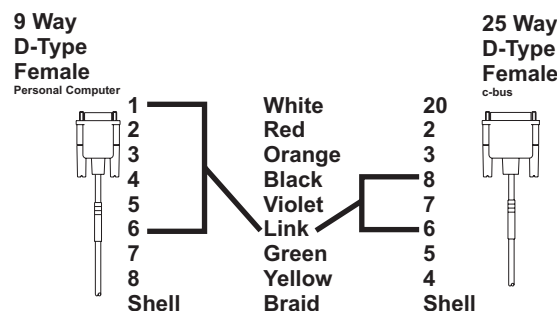 9 Way
D-Type
Female
Personal Computer
25 Way
D-Type
Female
c-bus
1 White 20
2 Red 2
3 Orange 3
4 Black 8
5 Violet 7
6 Link 6
7 Green 5
8 Yellow 4
Shell Braid Shell